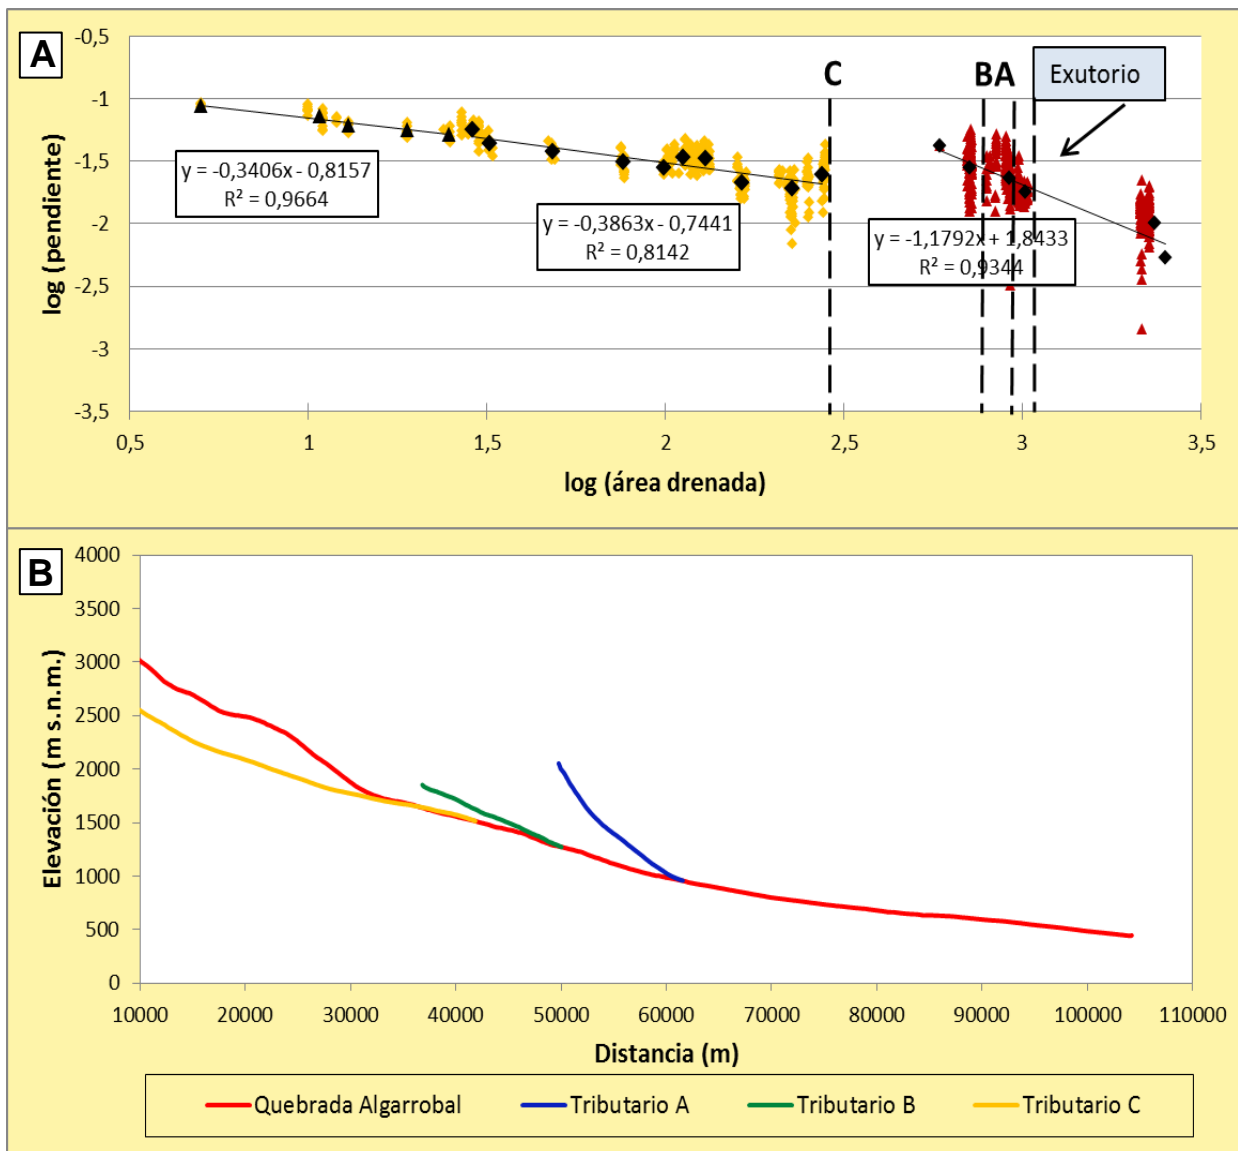 A
-0,5
-1
-1,5
-2
-2,5
-3
-3,5
log (pendiente)
C
B A
Exutorio
y = -0,3406x - 0,8157
R² = 0,9664
y = -0,3863x - 0,7441
R² = 0,8142
y = -1,1792x + 1,8433
R² = 0,9344
0,5 1 1,5 2 2,5 3 3,5
log (área drenada)
B
4000
3500
3000
2500
2000
1500
1000
500
0
Elevación (m s.n.m.)
10000 20000 30000 40000 50000 60000 70000 80000 90000 100000 110000
Distancia (m)
Quebrada Algarrobal Tributario A Tributario B Tributario C